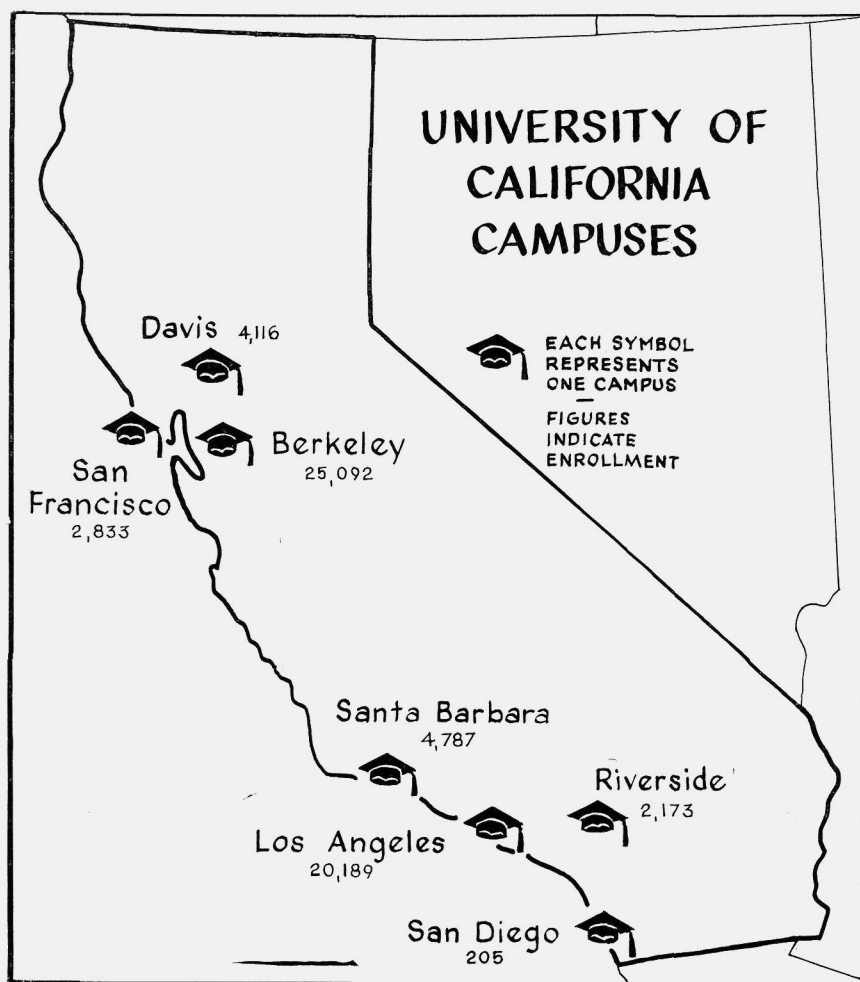 UNIVERSITY OF
CALIFORNIA
CAMPUSES
EACH SYMBOL
REPRESENTS
ONE CAMPUS
—
FIGURES
INDICATE
ENROLLMENT
Davis 4,116
Berkeley
25,092
San
Francisco
2,833
Santa Barbara
4,787
Riverside
2,173
Los Angeles
20,189
San Diego
205